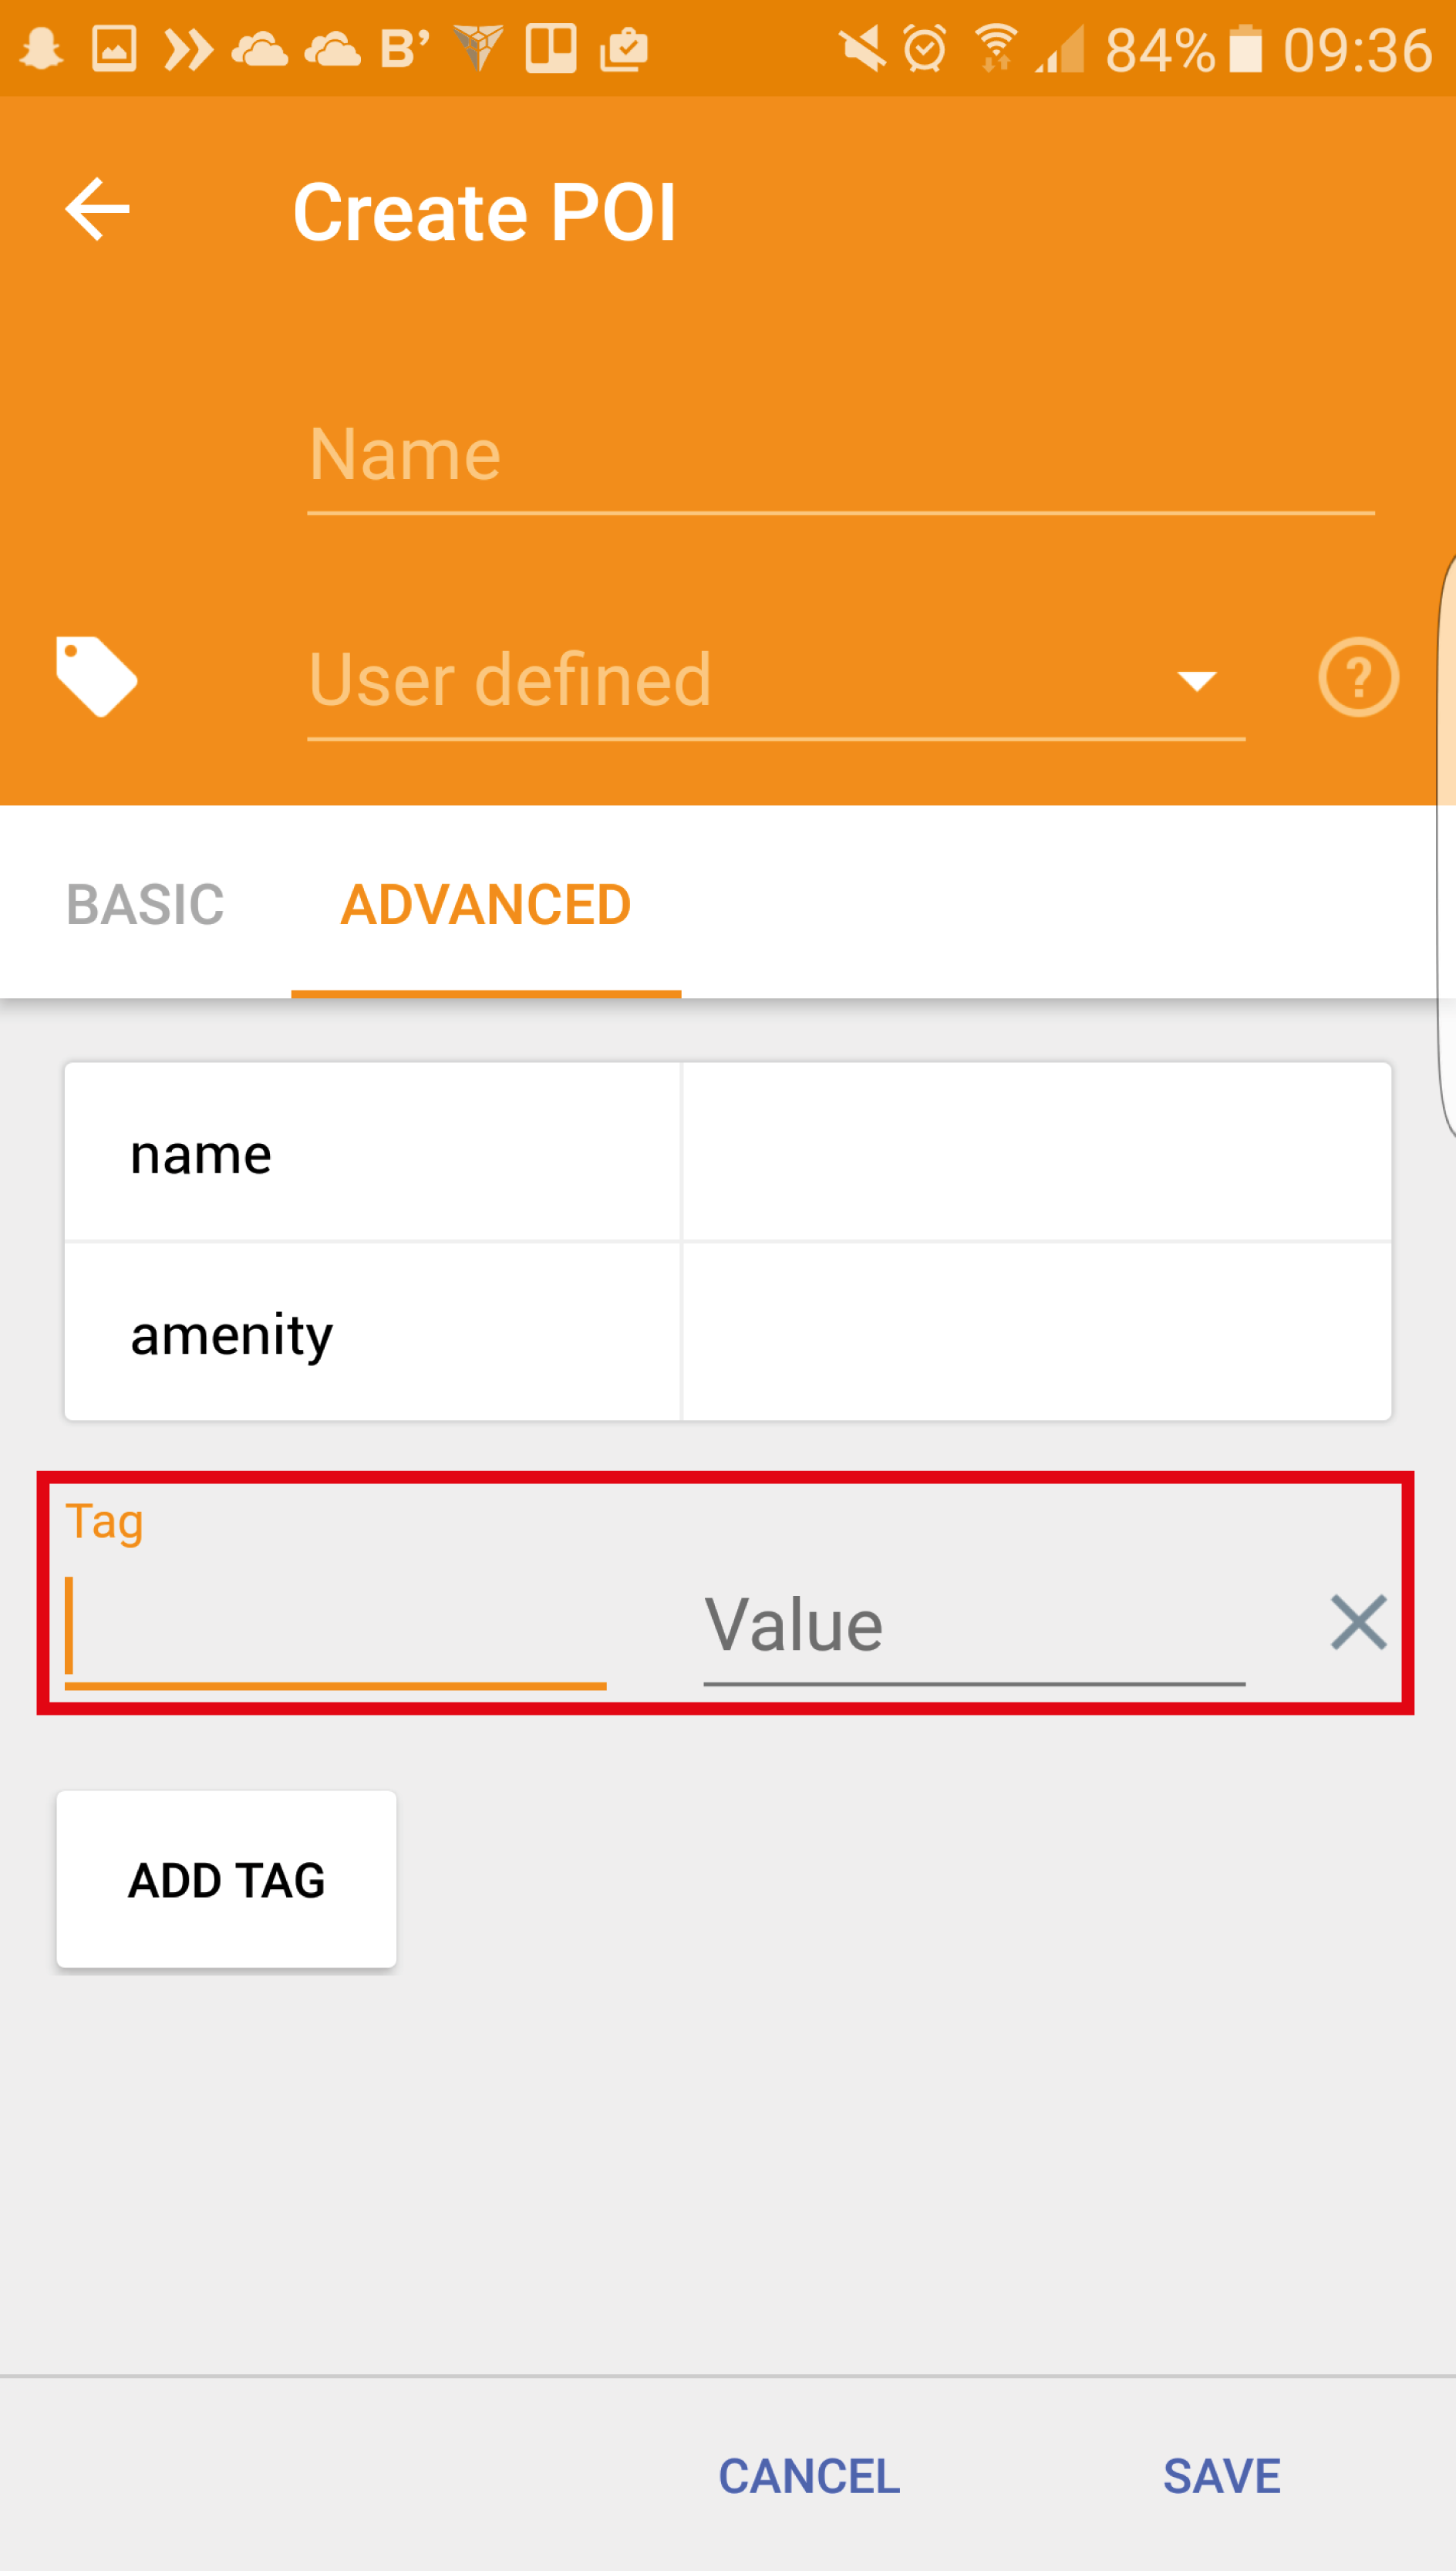 B’ 84% 09:36
Create POI
Name
User defined ?
BASIC ADVANCED
name
amenity
Tag
Value
ADD TAG
CANCEL SAVE